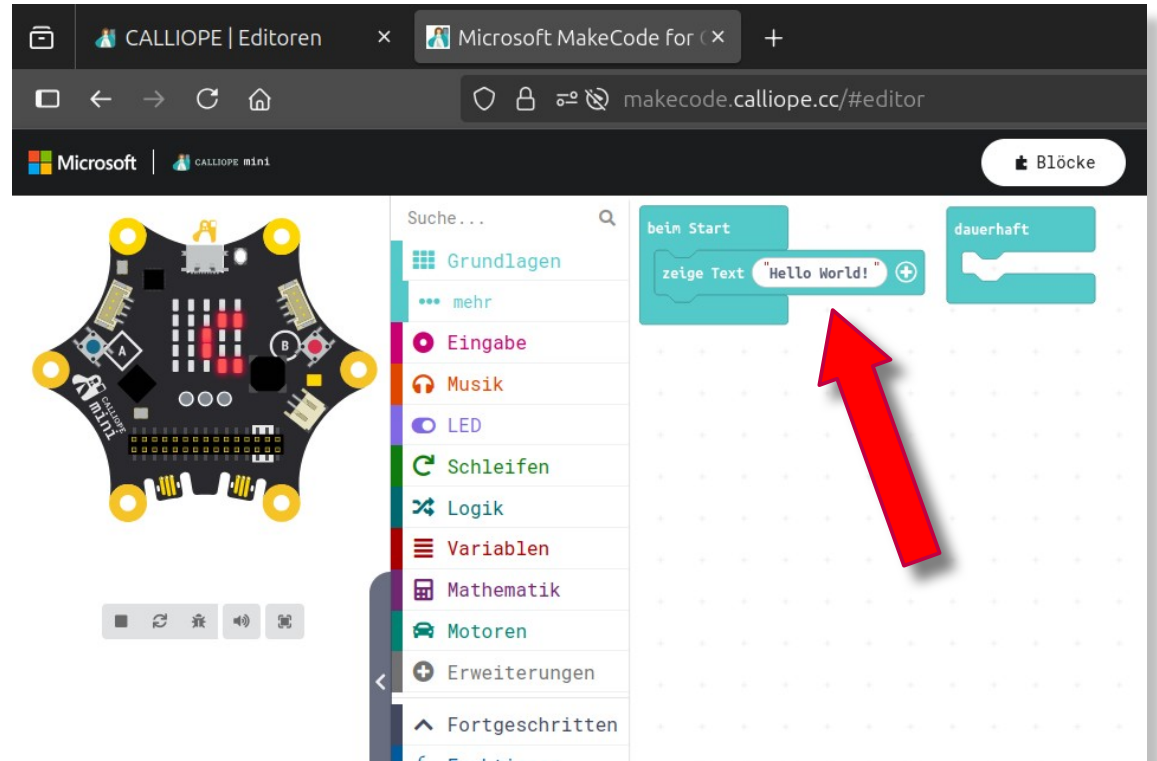 CALLIOPE | Editoren
Microsoft MakeCode for
makecode.calliope.cc/#editor
Microsoft
CALLIOPE mini
Blöcke
Suche...
Grundlagen
mehr
Eingabe
Musik
LED
Schleifen
Logik
Variablen
Mathematik
Motoren
Erweiterungen
Fortgeschritten
beim Start
zeige Text "Hello World!"
dauerhaft
A
B
CALLIOPE
mini